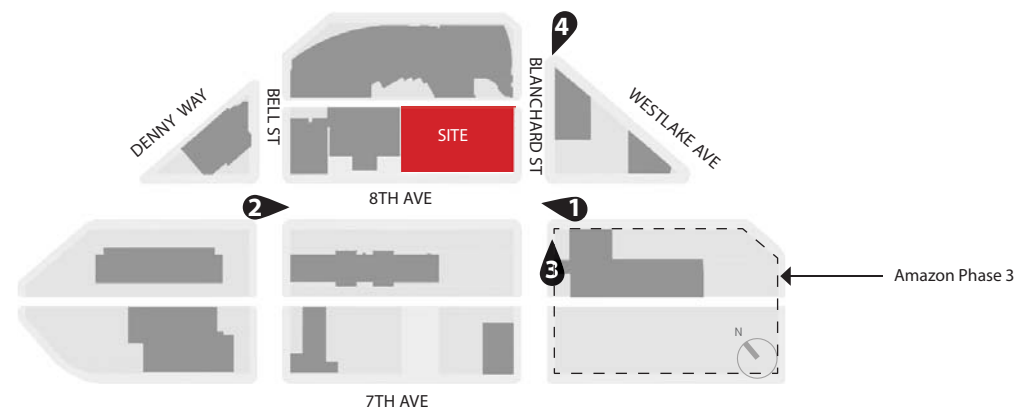 4
DENNY WAY
BELL ST
BLANCHARD ST
WESTLAKE AVE
SITE
8TH AVE
2
1
3
Amazon Phase 3
N
7TH AVE